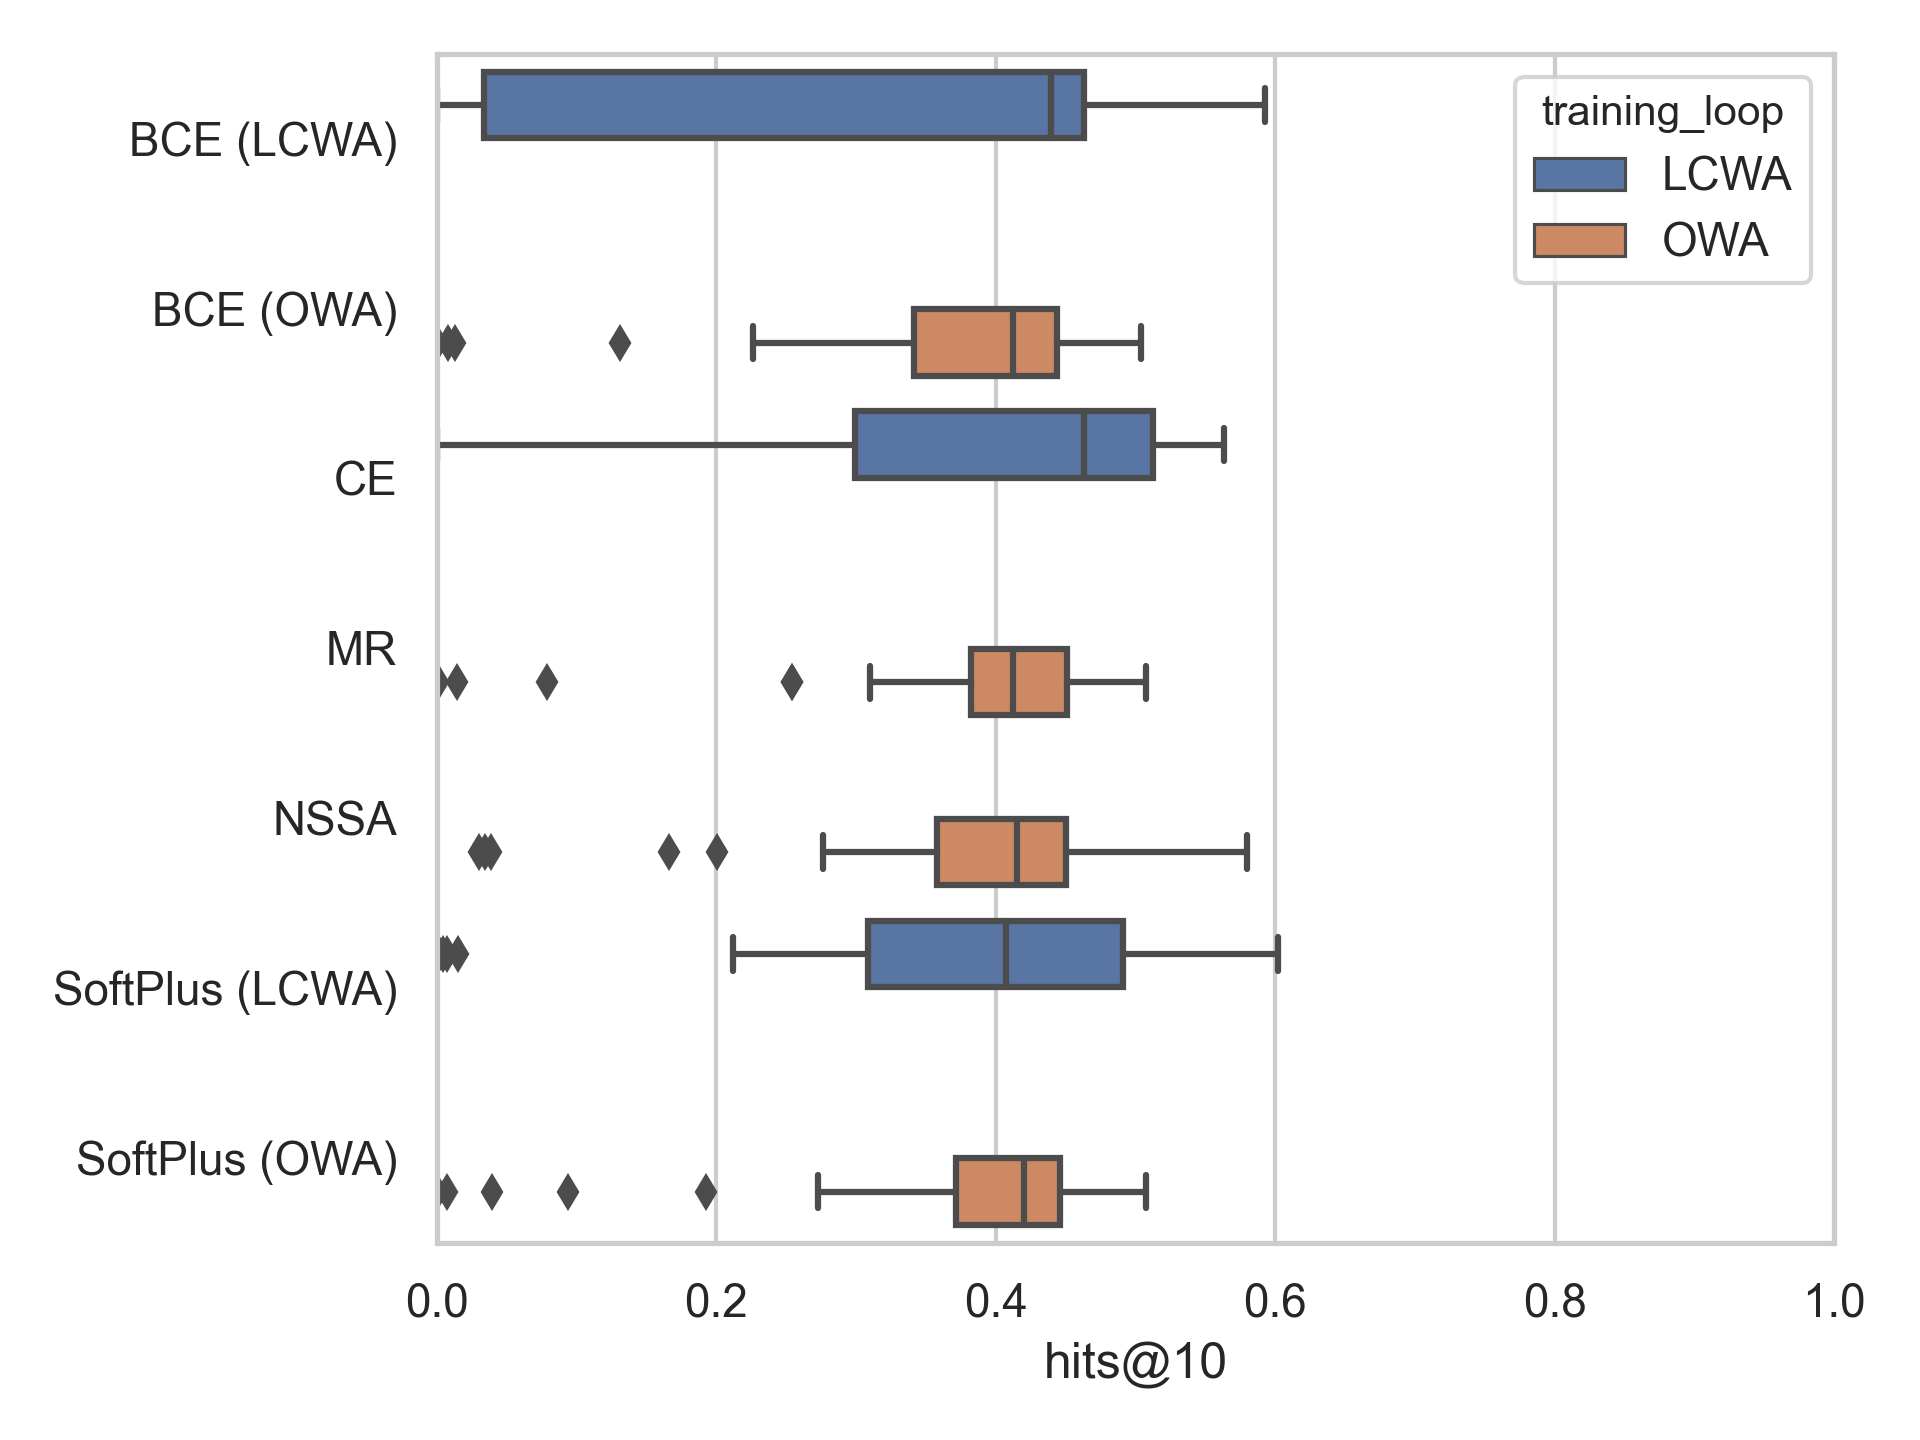 training_loop
LCWA
OWA
BCE (LCWA)
BCE (OWA)
CE
MR
NSSA
SoftPlus (LCWA)
SoftPlus (OWA)
0.0 0.2 0.4 0.6 0.8 1.0
hits@10